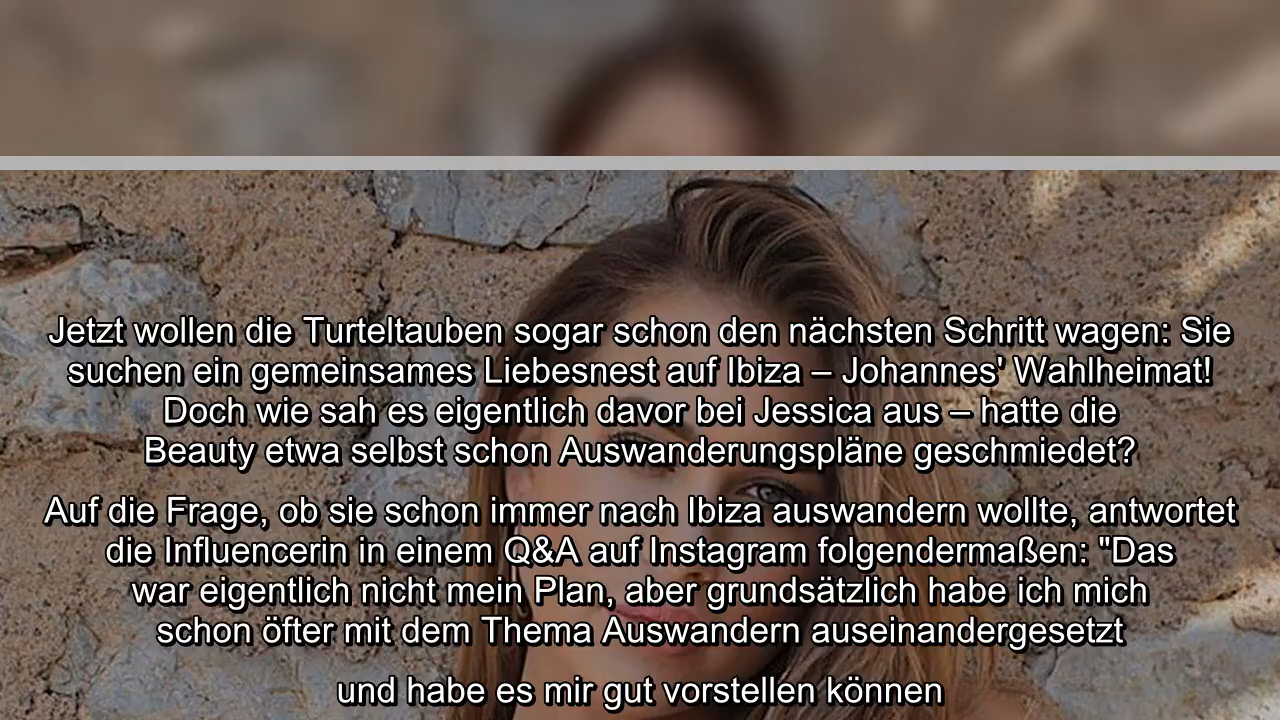 Jetzt wollen die Turteltauben sogar schon den nächsten Schritt wagen: Sie
suchen ein gemeinsames Liebesnest auf Ibiza – Johannes' Wahlheimat!
Doch wie sah es eigentlich davor bei Jessica aus – hatte die
Beauty etwa selbst schon Auswanderungspläne geschmiedet?
Auf die Frage, ob sie schon immer nach Ibiza auswandern wollte, antwortet
die Influencerin in einem Q&A auf Instagram folgendermaßen: "Das
war eigentlich nicht mein Plan, aber grundsätzlich habe ich mich
schon öfter mit dem Thema Auswandern auseinandergesetzt
und habe es mir gut vorstellen können